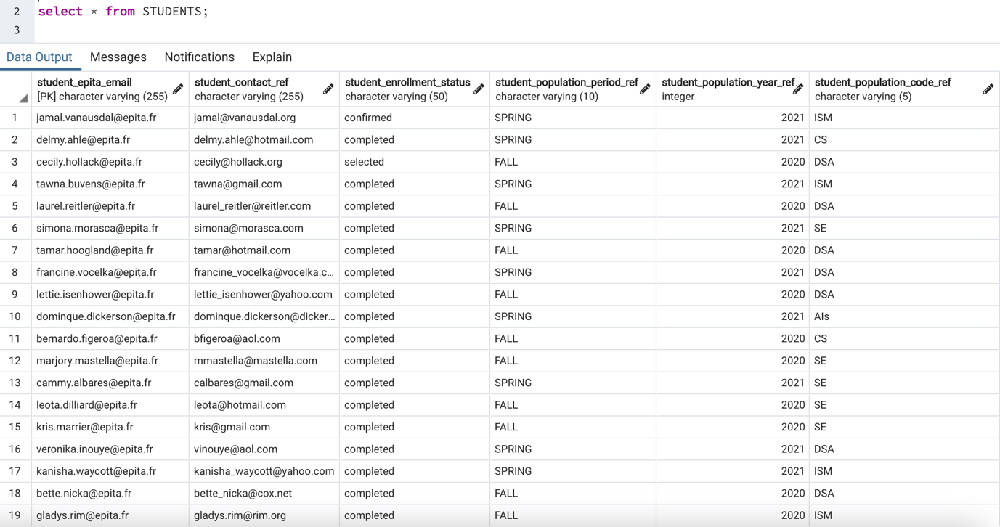 2 select * from STUDENTS;
3
Data Output Messages Notifications Explain
student_epita_email student_contact_ref student_enrollment_status student_population_period_ref student_population_year_ref student_population_code_ref
[PK] character varying (255) character varying (255) character varying (50) character varying (10) integer character varying (5)
1 jamal.vanausdal@epita.fr jamal@vanausdal.org confirmed SPRING 2021 ISM
2 delmy.ahle@epita.fr delmy.ahle@hotmail.com completed SPRING 2021 CS
3 cecily.hollack@epita.fr cecily@hollack.org selected FALL 2020 DSA
4 tawna.buvens@epita.fr tawna@gmail.com completed SPRING 2021 ISM
5 laurel.reitler@epita.fr laurel_reitler@reitler.com completed FALL 2020 DSA
6 simona.morasca@epita.fr simona@morasca.com completed SPRING 2021 SE
7 tamar.hoogland@epita.fr tamar@hotmail.com completed FALL 2020 DSA
8 francine.vocelka@epita.fr francine_vocelka@vocelka.c... completed SPRING 2021 DSA
9 lettie.isenhower@epita.fr lettie_isenhower@yahoo.com completed FALL 2020 DSA
10 dominque.dickerson@epita.fr dominque.dickerson@dicker... completed SPRING 2021 AIs
11 bernardo.figeroa@epita.fr bfigeroa@aol.com completed FALL 2020 CS
12 marjory.mastella@epita.fr mmastella@mastella.com completed FALL 2020 SE
13 cammy.albares@epita.fr calbares@gmail.com completed SPRING 2021 SE
14 leota.dilliard@epita.fr leota@hotmail.com completed FALL 2020 SE
15 kris.marrier@epita.fr kris@gmail.com completed FALL 2020 SE
16 veronika.inouye@epita.fr vinouye@aol.com completed SPRING 2021 DSA
17 kanisha.waycott@epita.fr kanisha_waycott@yahoo.com completed SPRING 2021 ISM
18 bette.nicka@epita.fr bette_nicka@cox.net completed FALL 2020 DSA
19 gladys.rim@epita.fr gladys.rim@rim.org completed FALL 2020 ISM